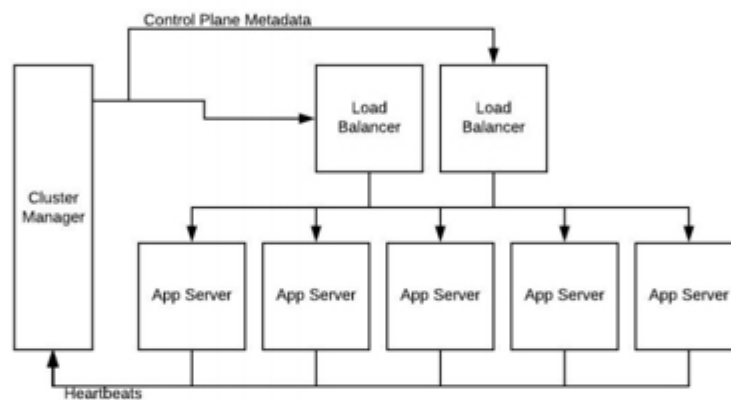 Control Plane Metadata
Load
Balancer
Load
Balancer
Cluster
Manager
App Server
App Server
App Server
App Server
App Server
Heartbeats